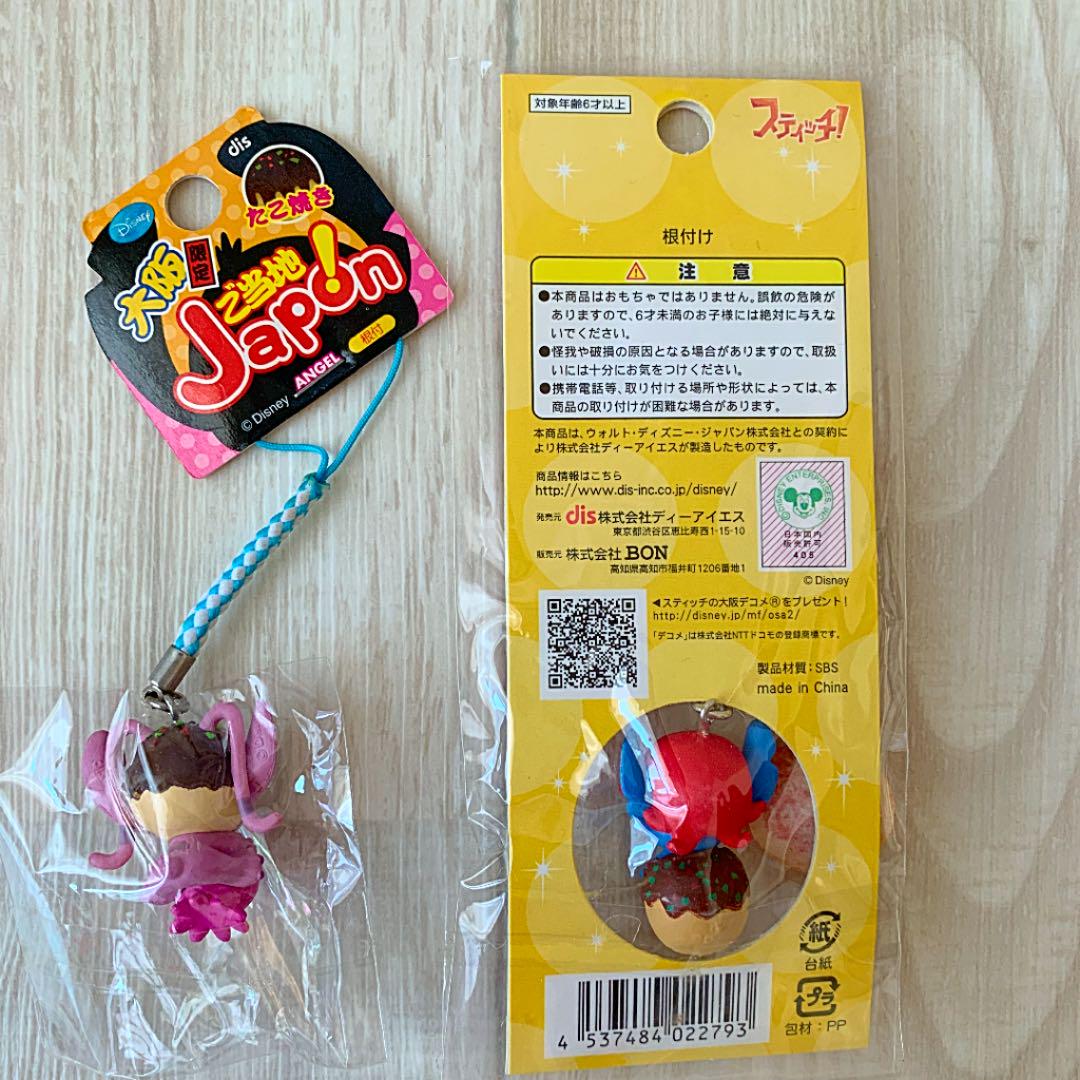 dis
たこ焼き
Disney
大阪
限定
ご当地
Japan!
根付
ANGEL
©Disney
対象年齢6才以上
スティッチ!
根付け
⚠ 注意
●本商品はおもちゃではありません。誤飲の危険が
ありますので、6才未満のお子様には絶対に与えな
いでください。
●怪我や破損の原因となる場合がありますので、取扱
いには十分にお気をつけください。
●携帯電話等、取り付ける場所や形状によっては、本
商品の取り付けが困難な場合があります。
本商品は、ウォルト・ディズニー・ジャパン株式会社との契約に
より株式会社ディーアイエスが製造したものです。
商品情報はこちら
http://www.dis-inc.co.jp/disney/
発売元 dis株式会社ディーアイエス
東京都渋谷区恵比寿西1-15-10
販売元 株式会社BON
高知県高知市福井町1206番地1
©DISNEY ENTERPRISES INC
日本国内
販売許可
405
©Disney
◀スティッチの大阪デコメ®をプレゼント!
http://disney.jp/mf/osa2/
「デコメ」は株式会社NTTドコモの登録商標です。
製品材質:SBS
made in China
紙
台紙
プラ
包材:PP
4 537484 022793